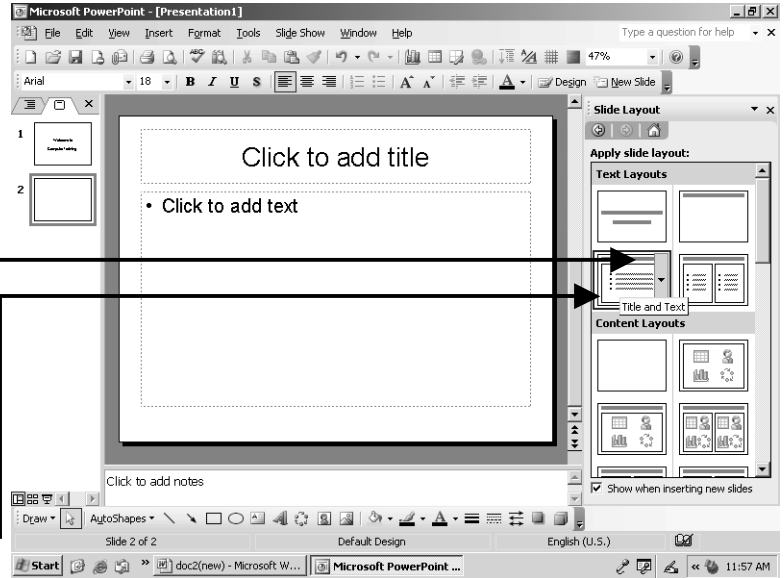 Microsoft PowerPoint - [Presentation1]
File Edit View Insert Format Tools Slide Show Window Help
Type a question for help
47%
Arial 18 B I U S A A A Design New Slide
Slide Layout
1
2
Click to add title
• Click to add text
Apply slide layout:
Text Layouts
Title and Text
Content Layouts
Click to add notes
Show when inserting new slides
Draw AutoShapes A
Slide 2 of 2 Default Design English (U.S.)
Start » doc2(new) - Microsoft W... Microsoft PowerPoint ... « 11:57 AM